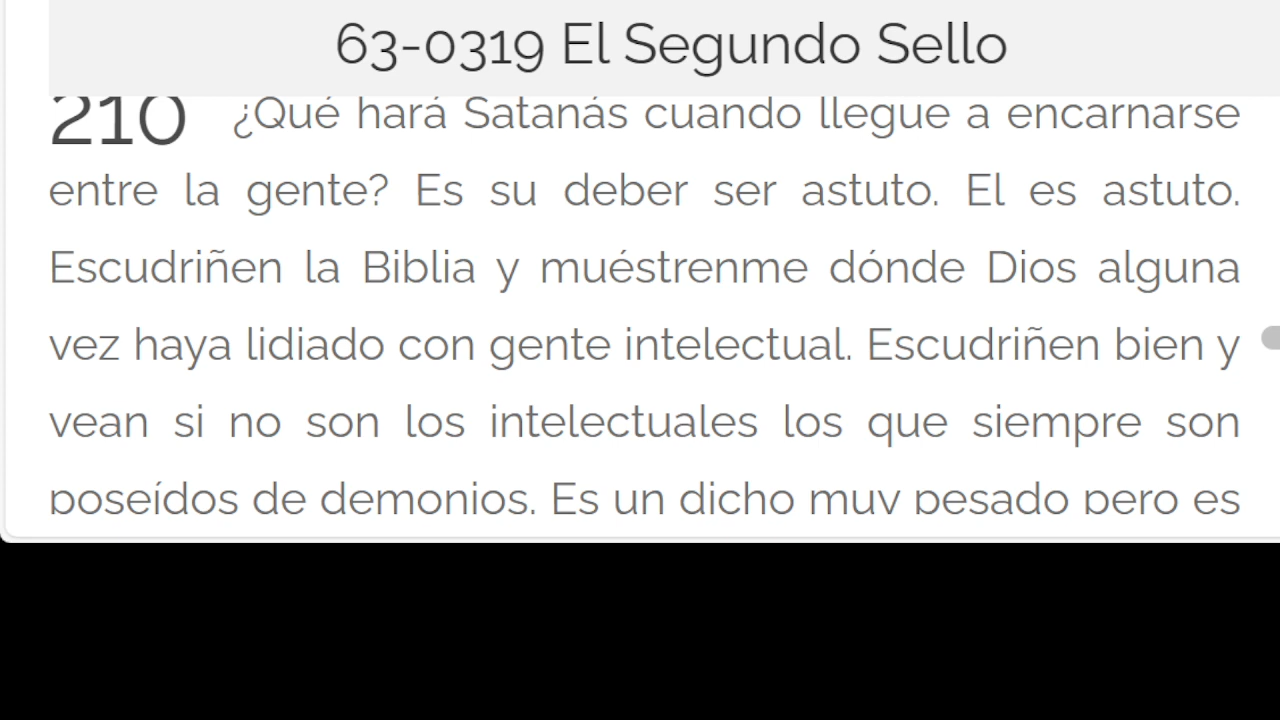 63-0319 El Segundo Sello
210 ¿Qué hará Satanás cuando llegue a encarnarse
entre la gente? Es su deber ser astuto. El es astuto.
Escudriñen la Biblia y muéstrenme dónde Dios alguna
vez haya lidiado con gente intelectual. Escudriñen bien y
vean si no son los intelectuales los que siempre son
poseídos de demonios. Es un dicho muy pesado pero es